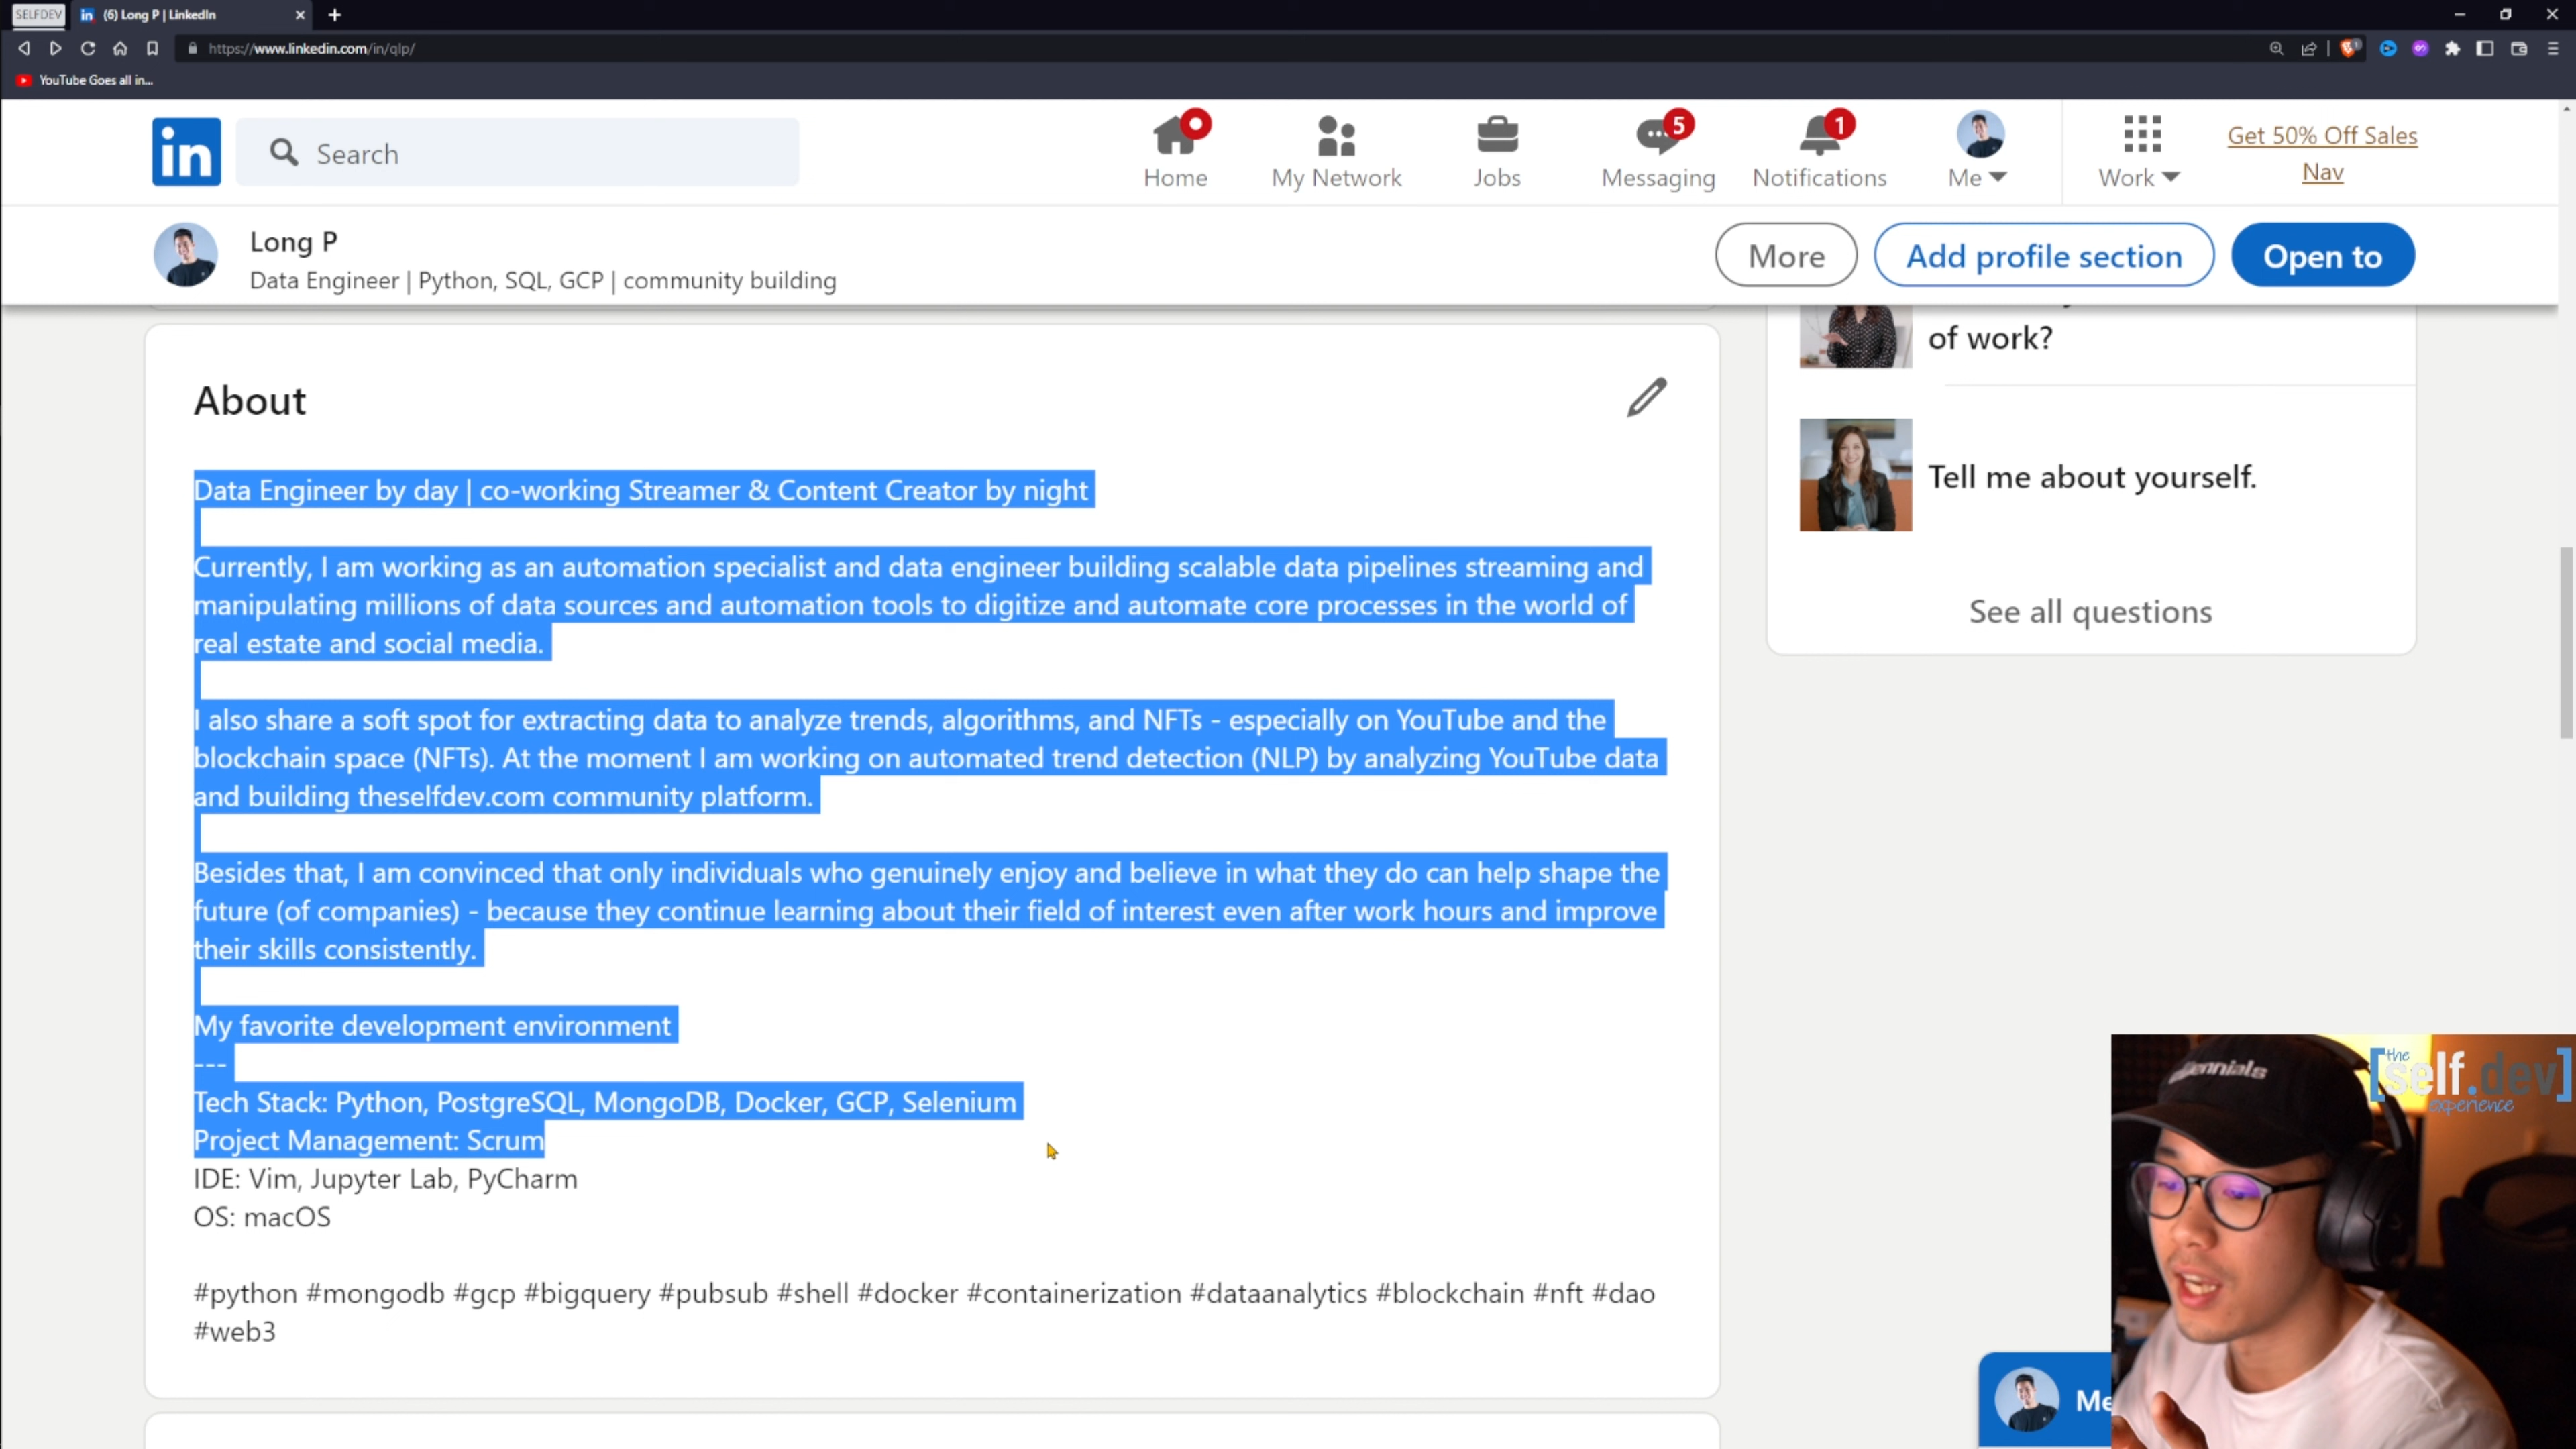 SELFDEV
(6) Long P | LinkedIn
https://www.linkedin.com/in/qlp/
YouTube Goes all in...
in
Search
Home
My Network
Jobs
5
Messaging
1
Notifications
Me
Work
Get 50% Off Sales
Nav
Long P
Data Engineer | Python, SQL, GCP | community building
More
Add profile section
Open to
About
Data Engineer by day | co-working Streamer & Content Creator by night
Currently, I am working as an automation specialist and data engineer building scalable data pipelines streaming and
manipulating millions of data sources and automation tools to digitize and automate core processes in the world of
real estate and social media.
I also share a soft spot for extracting data to analyze trends, algorithms, and NFTs - especially on YouTube and the
blockchain space (NFTs). At the moment I am working on automated trend detection (NLP) by analyzing YouTube data
and building theselfdev.com community platform.
Besides that, I am convinced that only individuals who genuinely enjoy and believe in what they do can help shape the
future (of companies) - because they continue learning about their field of interest even after work hours and improve
their skills consistently.
My favorite development environment
---
Tech Stack: Python, PostgreSQL, MongoDB, Docker, GCP, Selenium
Project Management: Scrum
IDE: Vim, Jupyter Lab, PyCharm
OS: macOS
#python #mongodb #gcp #bigquery #pubsub #shell #docker #containerization #dataanalytics #blockchain #nft #dao
#web3
of work?
Tell me about yourself.
See all questions
[the
self.dev]
experience
Me